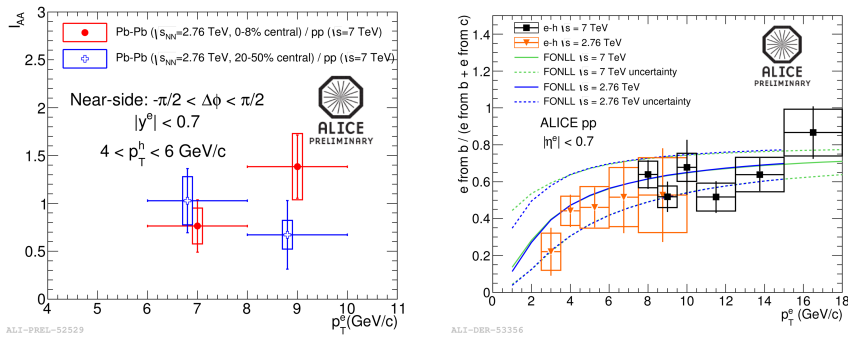 I_AA
3
2.5
2
1.5
1
0.5
0
4 5 6 7 8 9 10 11
p_T^e (GeV/c)
Pb-Pb (√s_NN=2.76 TeV, 0-8% central) / pp (√s=7 TeV)
Pb-Pb (√s_NN=2.76 TeV, 20-50% central) / pp (√s=7 TeV)
Near-side: -π/2 < Δϕ < π/2
|y^e| < 0.7
4 < p_T^h < 6 GeV/c
ALICE
PRELIMINARY
ALI-PREL-52529
e from b / (e from b + e from c)
1.4
1.2
1
0.8
0.6
0.4
0.2
0
0 2 4 6 8 10 12 14 16 18
p_T^e (GeV/c)
e-h √s = 7 TeV
e-h √s = 2.76 TeV
FONLL √s = 7 TeV
FONLL √s = 7 TeV uncertainty
FONLL √s = 2.76 TeV
FONLL √s = 2.76 TeV uncertainty
ALICE pp
|η^e| < 0.7
ALICE
PRELIMINARY
ALI-DER-53356